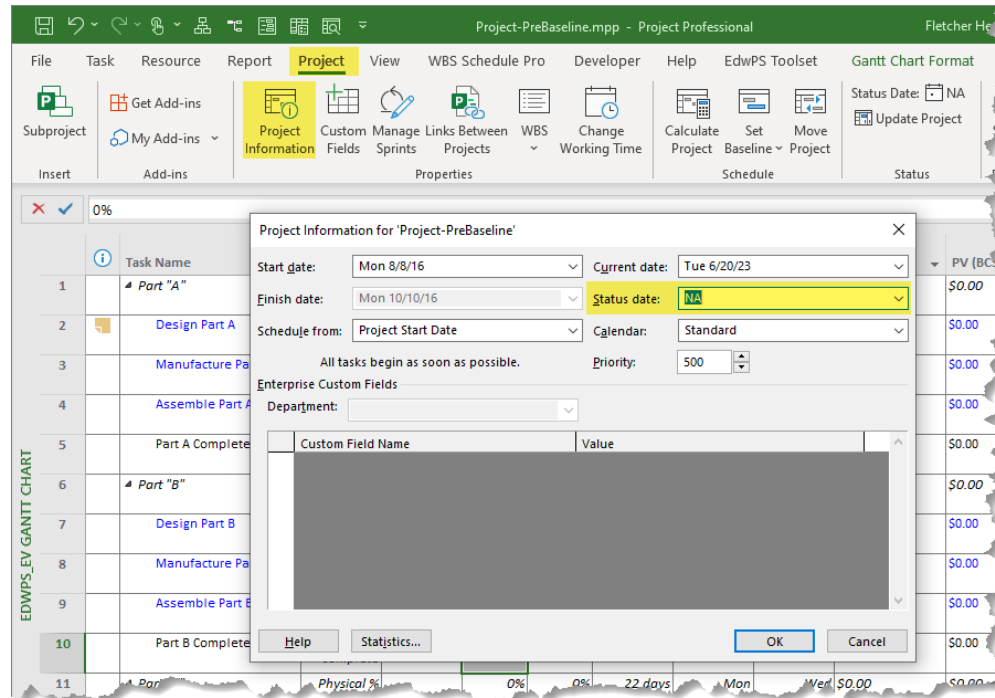 Project-PreBaseline.mpp - Project Professional
Fletcher
File Task Resource Report Project View WBS Schedule Pro Developer Help EdwPS Toolset Gantt Chart Format
Subproject
Get Add-ins
My Add-ins
Project Information
Custom Fields
Manage Sprints
Links Between Projects
WBS
Change Working Time
Calculate Project
Set Baseline
Move Project
Status Date: NA
Update Project
Insert Add-ins Properties Schedule Status
0%
Task Name
PV (BC
1 Part "A" $0.00
2 Design Part A $0.00
3 Manufacture Pa $0.00
4 Assemble Part A $0.00
5 Part A Complete $0.00
6 Part "B" $0.00
7 Design Part B $0.00
8 Manufacture Pa $0.00
9 Assemble Part B $0.00
10 Part B Complete $0.00
11 Physical % 0% 0% 22 days Mon Wed $0.00 $0.00
EDWPS_EV GANTT CHART
Project Information for 'Project-PreBaseline'
Start date: Mon 8/8/16 Current date: Tue 6/20/23
Finish date: Mon 10/10/16 Status date: NA
Schedule from: Project Start Date Calendar: Standard
All tasks begin as soon as possible. Priority: 500
Enterprise Custom Fields
Department:
Custom Field Name Value
Help Statistics... OK Cancel